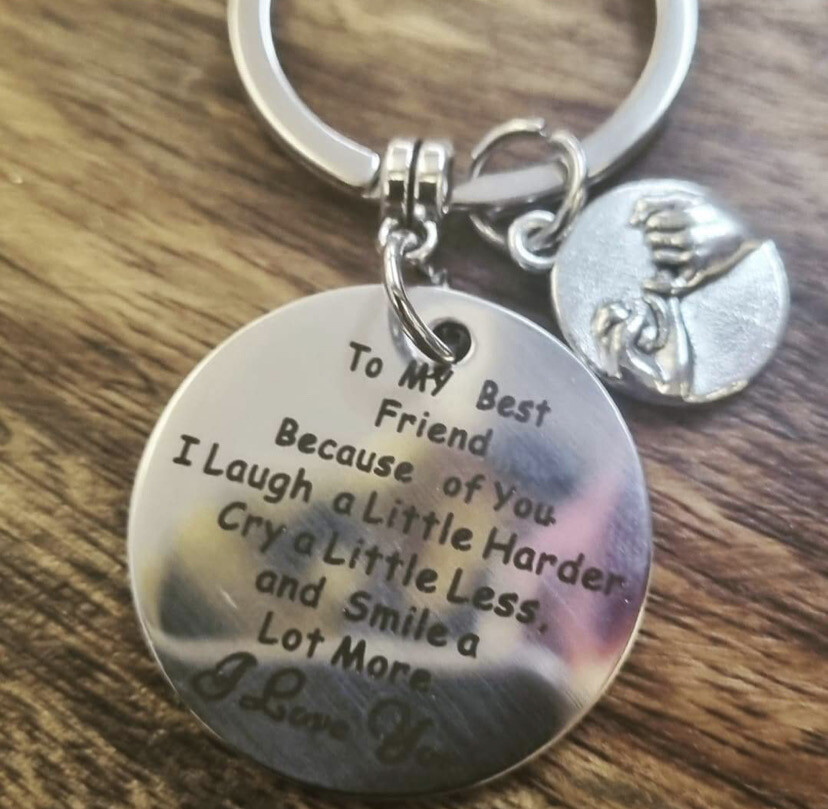 To My Best
Friend
Because of You
I Laugh a Little Harder
Cry a Little Less,
and Smile a
Lot More
I Love You